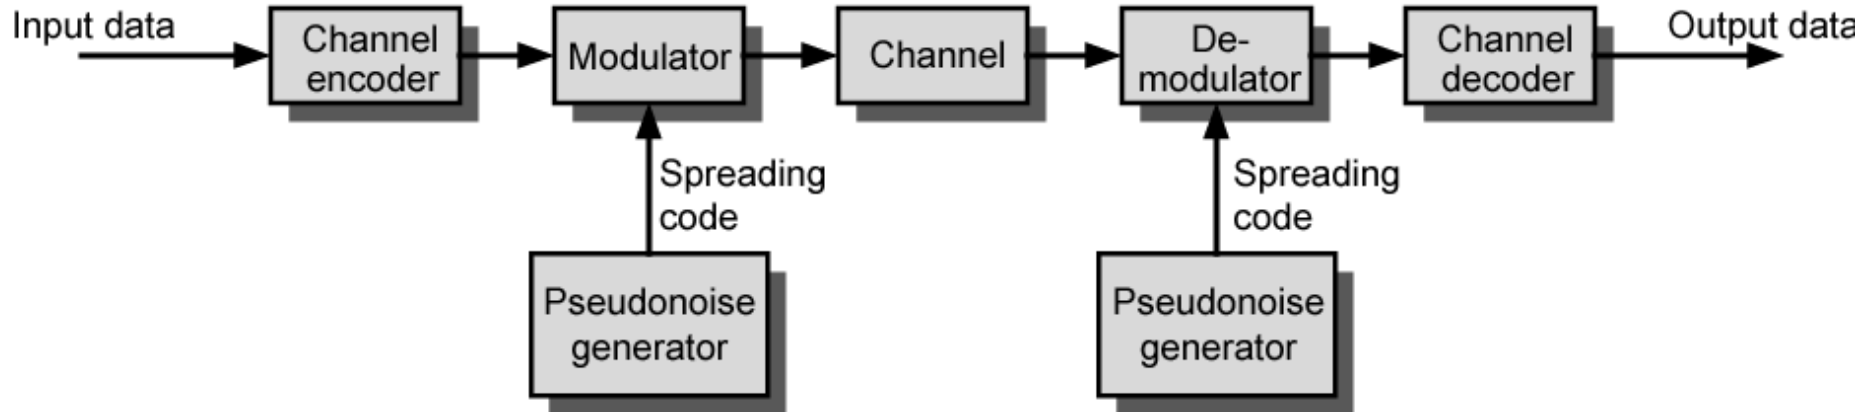 Input data
Channel
encoder
Modulator
Channel
De-
modulator
Channel
decoder
Output data
Spreading
code
Spreading
code
Pseudonoise
generator
Pseudonoise
generator